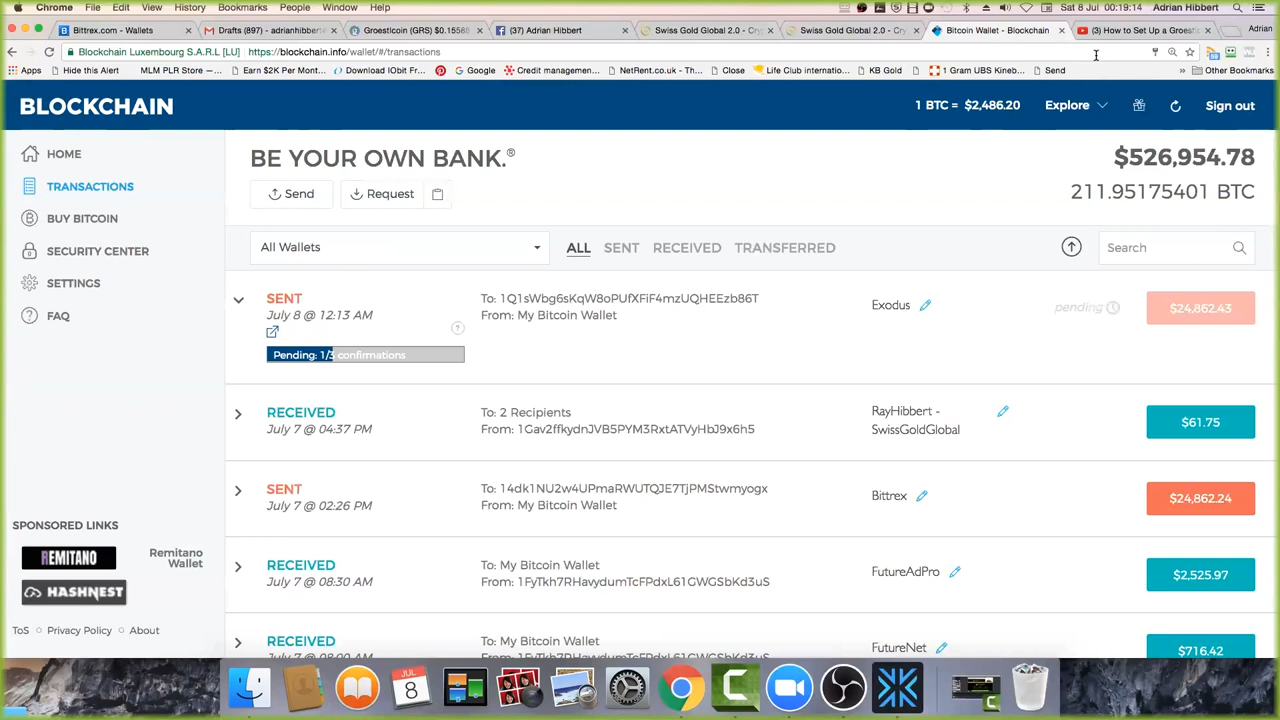 Chrome File Edit View History Bookmarks People Window Help Sat 8 Jul 00:19:14 Adrian Hibbert
Bittrex.com - Wallets
Drafts (897) - adrianhibbert
Groestlcoin (GRS) $0.15568
(37) Adrian Hibbert
Swiss Gold Global 2.0 - Cry
Swiss Gold Global 2.0 - Cry
Bitcoin Wallet - Blockchain
(3) How to Set Up a Groest
Adrian
Blockchain Luxembourg S.A.R.L [LU] https://blockchain.info/wallet/#/transactions
Apps Hide this Alert MLM PLR Store —... Earn $2K Per Mont... Download IObit Fr... Google Credit managemen... NetRent.co.uk - Th... Close Life Club internatio... KB Gold 1 Gram UBS Kineb... Send » Other Bookmarks
BLOCKCHAIN
1 BTC = $2,486.20 Explore Sign out
HOME
TRANSACTIONS
BUY BITCOIN
SECURITY CENTER
SETTINGS
FAQ
SPONSORED LINKS
REMITANO
Remitano
Wallet
HASHNEST
ToS Privacy Policy About
BE YOUR OWN BANK.®
$526,954.78
211.95175401 BTC
Send Request
All Wallets
ALL SENT RECEIVED TRANSFERRED
Search
SENT
July 8 @ 12:13 AM
Pending: 1/3 confirmations
?
To: 1Q1sWbg6sKqW8oPUfXFiF4mzUQHEEzb86T
From: My Bitcoin Wallet
Exodus
pending
$24,862.43
RECEIVED
July 7 @ 04:37 PM
To: 2 Recipients
From: 1Gav2ffkydnJVB5PYM3RxtATVyHbJ9x6h5
RayHibbert -
SwissGoldGlobal
$61.75
SENT
July 7 @ 02:26 PM
To: 14dk1NU2w4UPmaRWUTQJE7TjPMStwmyogx
From: My Bitcoin Wallet
Bittrex
$24,862.24
RECEIVED
July 7 @ 08:30 AM
To: My Bitcoin Wallet
From: 1FyTkh7RHavydumTcFPdxL61GWGSbKd3uS
FutureAdPro
$2,525.97
RECEIVED
To: My Bitcoin Wallet
FutureNet
$716.42
JUL
8